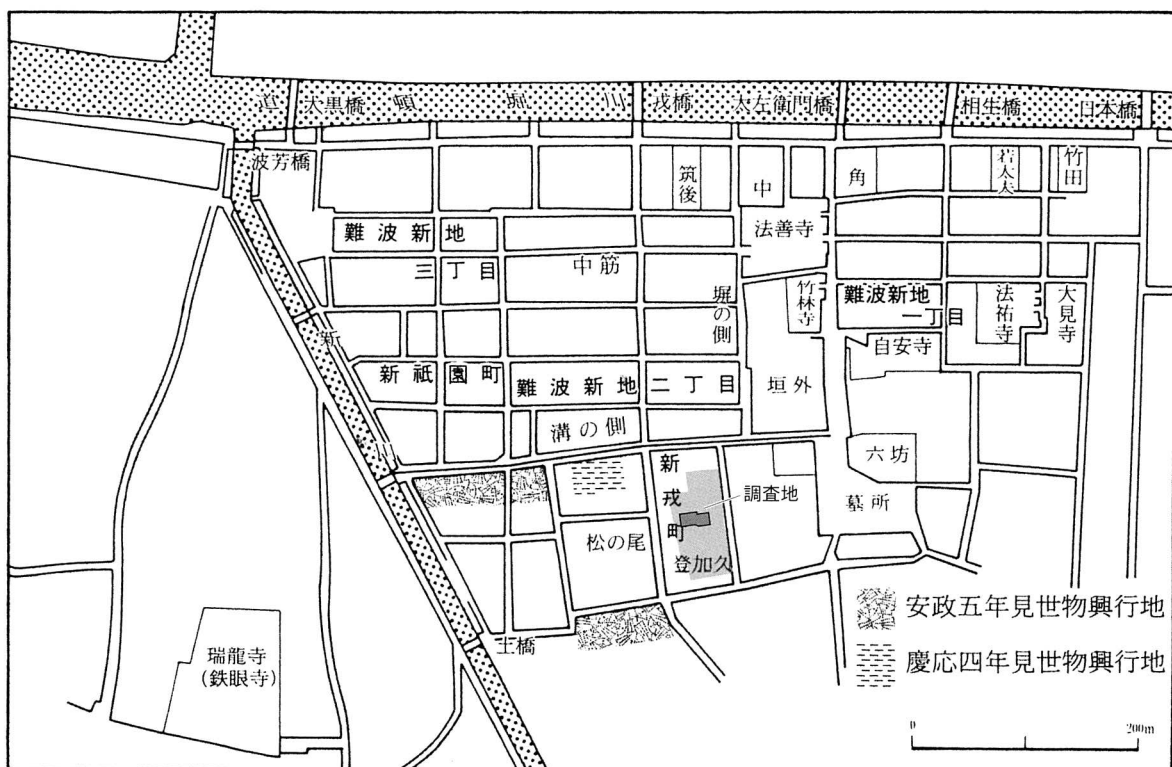 道頓堀川
大黒橋
戎橋
太左衛門橋
相生橋
日本橋
波芳橋
筑後
中
角
若太夫
竹田
難波新地
法善寺
三丁目
中筋
堀の側
竹林寺
難波新地
一丁目
法祐寺
大見寺
新川
自安寺
新祇園町
難波新地二丁目
垣外
溝の側
六坊
新戎町
調査地
墓所
松の尾
登加久
安政五年見世物興行地
土橋
瑞龍寺
(鉄眼寺)
慶応四年見世物興行地
0
200m